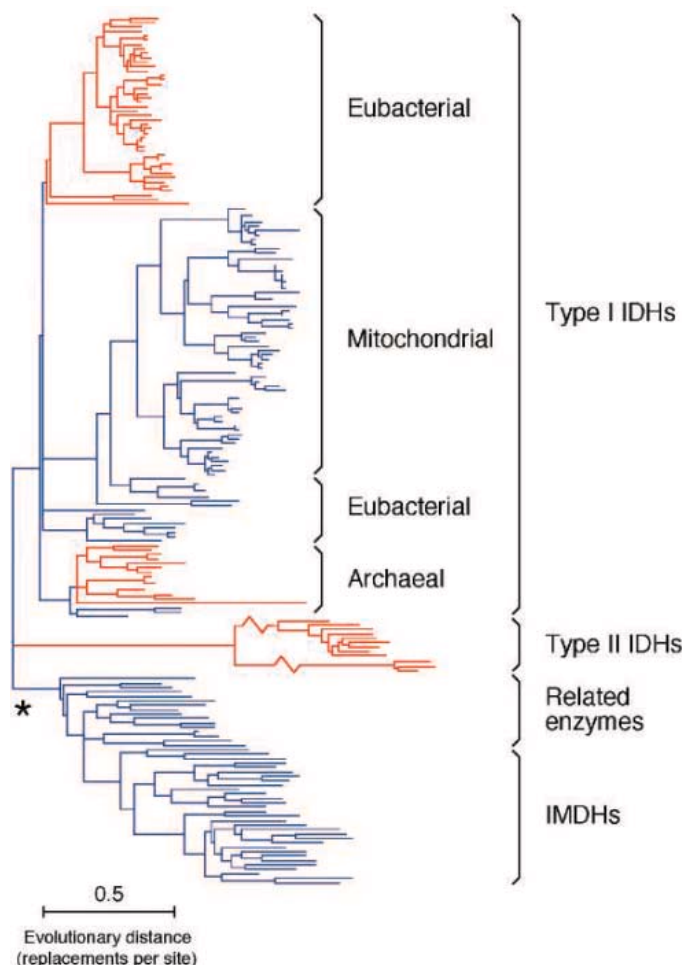 Eubacterial
Mitochondrial
Type I IDHs
Eubacterial
Archaeal
Type II IDHs
Related
enzymes
*
IMDHs
0.5
Evolutionary distance
(replacements per site)